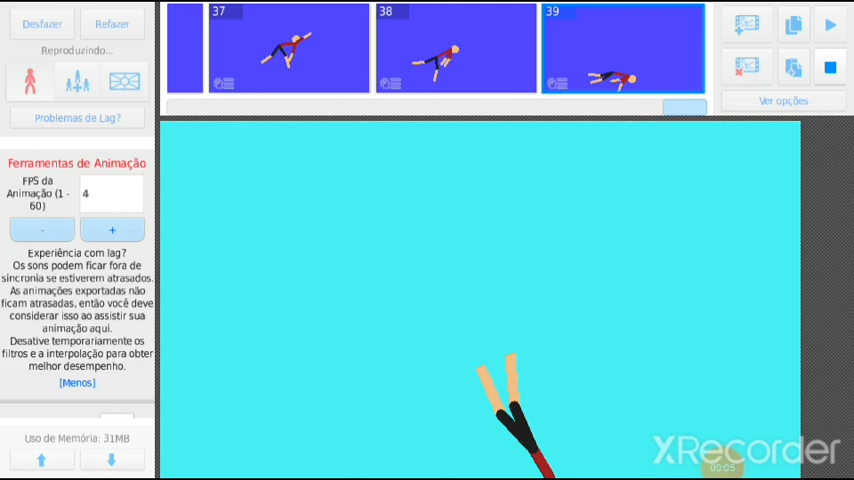 Desfazer
Refazer
Reproduzindo...
Problemas de Lag?
Ferramentas de Animação
FPS da
Animação (1 -
60)
4
-
+
Experiência com lag?
Os sons podem ficar fora de
sincronia se estiverem atrasados.
As animações exportadas não
ficam atrasadas, então você deve
considerar isso ao assistir sua
animação aqui.
Desative temporariamente os
filtros e a interpolação para obter
melhor desempenho.
[Menos]
Uso de Memória: 31MB
37
38
39
Ver opções
XRecorder
00:05